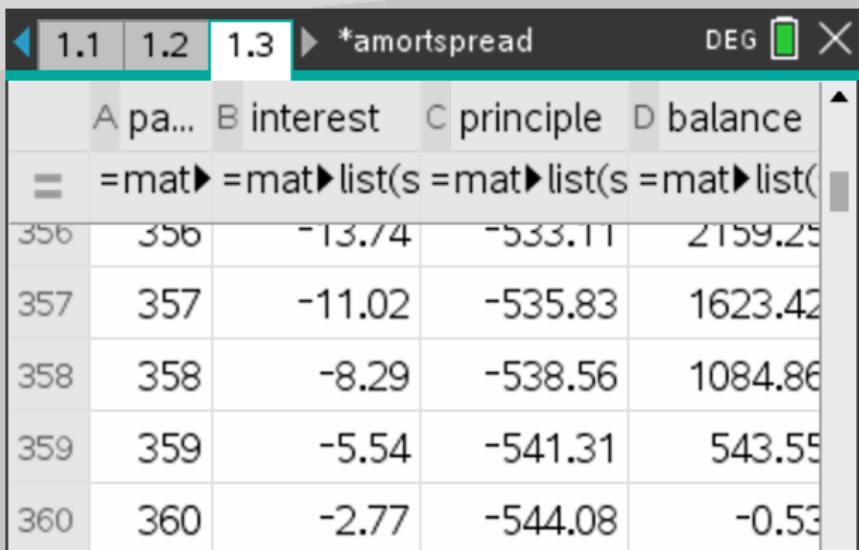 1.1 1.2 1.3 *amortspread DEG
A pa... B interest C principle D balance
= =mat▶ =mat▶list(s =mat▶list(s =mat▶list(
356 356 -13.74 -533.11 2159.25
357 357 -11.02 -535.83 1623.42
358 358 -8.29 -538.56 1084.86
359 359 -5.54 -541.31 543.55
360 360 -2.77 -544.08 -0.53